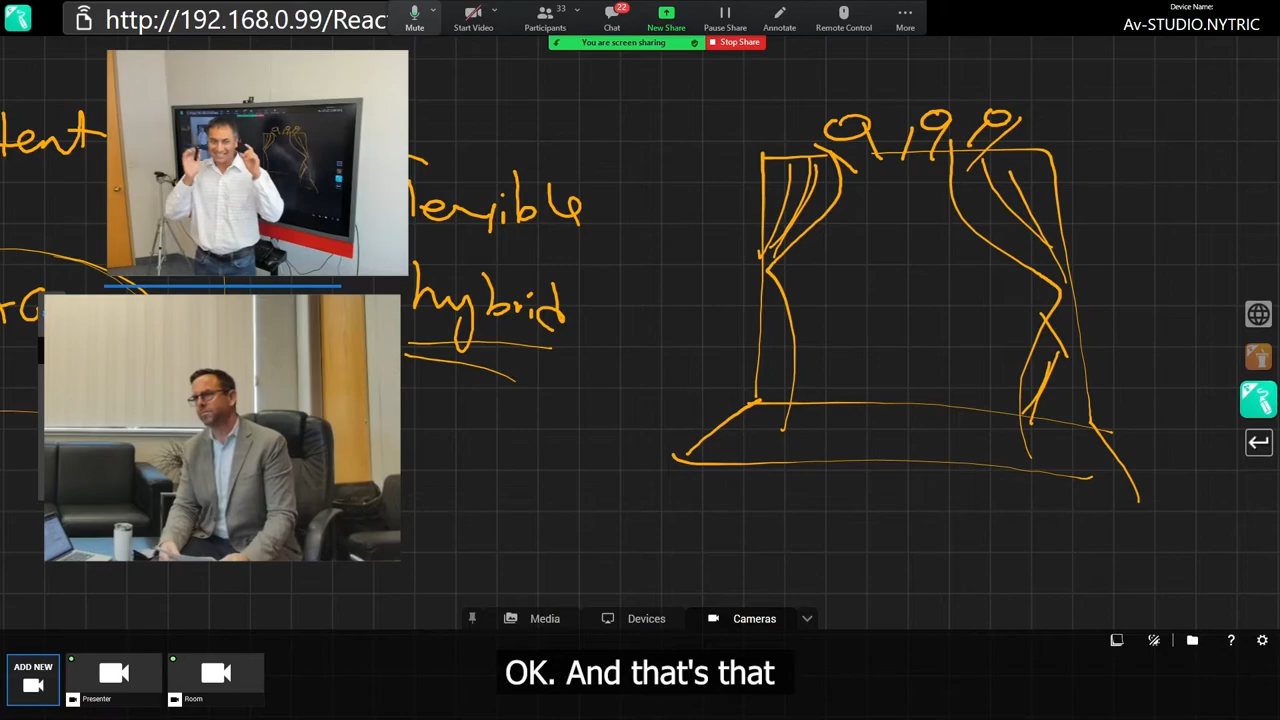 http://192.168.0.99/Reac
Mute
Start Video
33
Participants
22
Chat
New Share
Pause Share
Annotate
Remote Control
More
Device Name:
Av-STUDIO.NYTRIC
You are screen sharing
Stop Share
tent
flexible
hybrid
Media
Devices
Cameras
ADD NEW
Presenter
Room
OK. And that's that